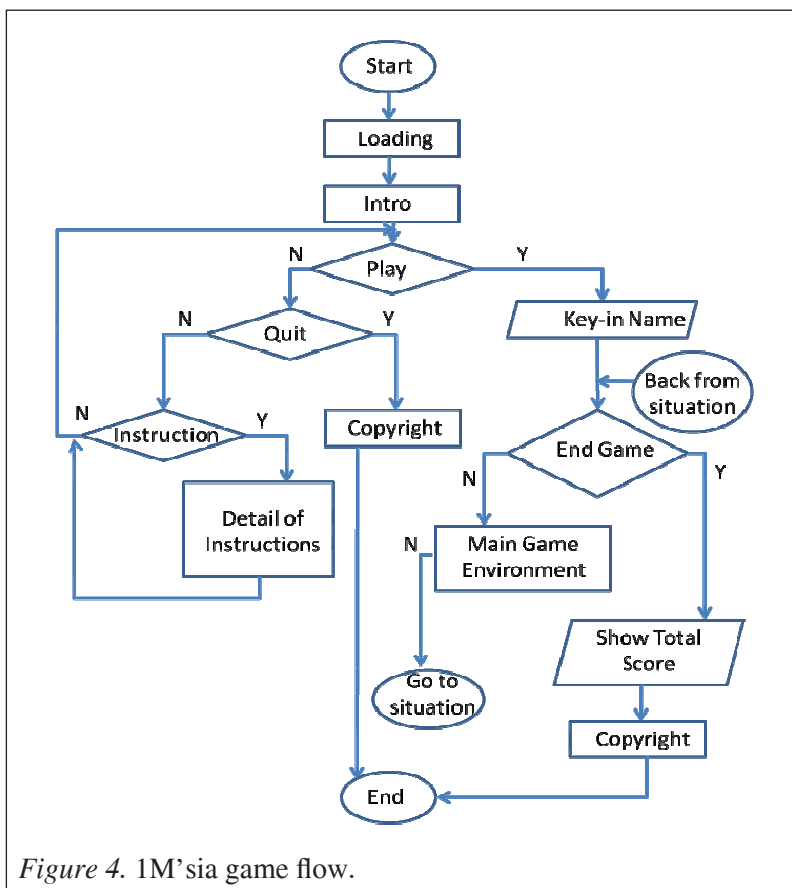 Start
Loading
Intro
N
Y
Play
Key-in Name
N
Y
Quit
Back from
situation
N
Y
Instruction
Copyright
End Game
N
Y
Detail of
Instructions
N
Main Game
Environment
Show Total
Score
Go to
situation
Copyright
End
Figure 4. 1M’sia game flow.